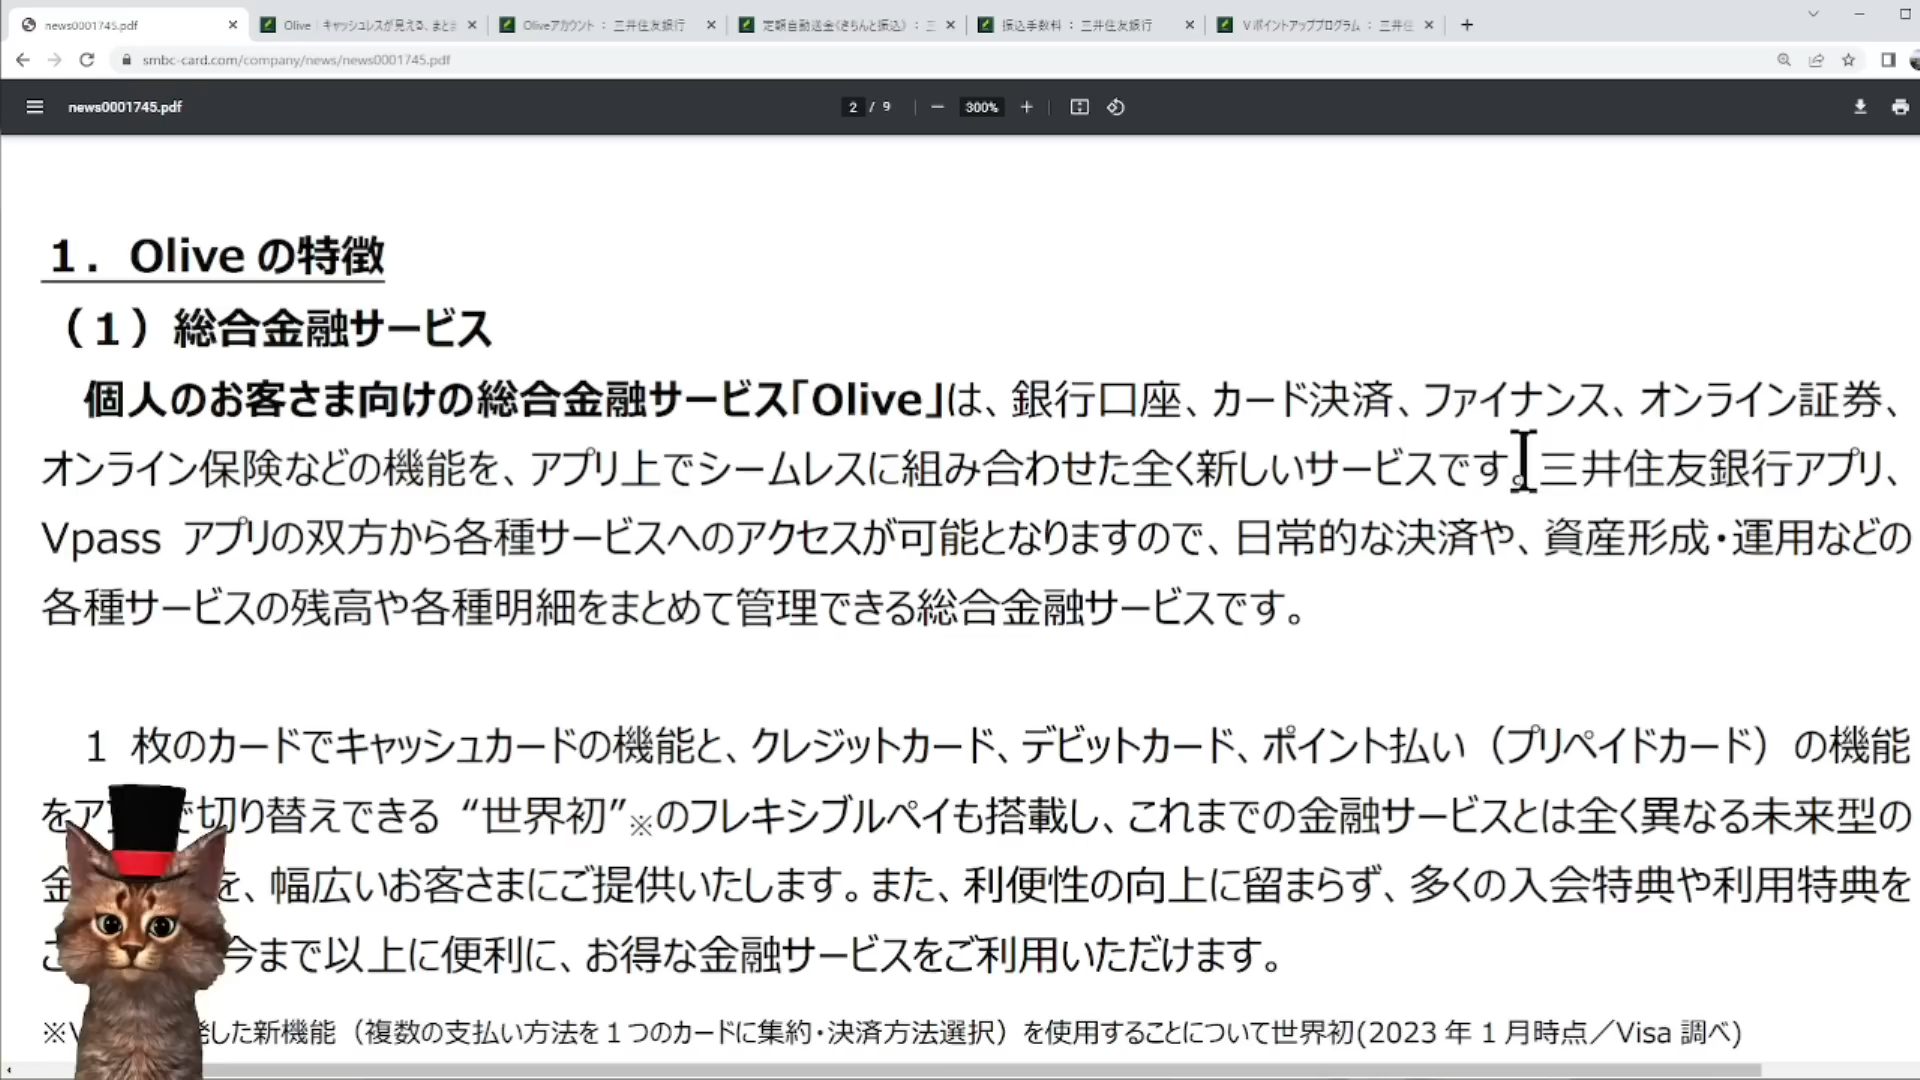 news0001745.pdf
Olive | キャッシュレスが見える、まとま
Oliveアカウント : 三井住友銀行
定額自動送金《きちんと振込》 : 三
振込手数料 : 三井住友銀行
Vポイントアッププログラム : 三井住
smbc-card.com/company/news/news0001745.pdf
news0001745.pdf
2 / 9
300%
1．Olive の特徴
（1）総合金融サービス
個人のお客さま向けの総合金融サービス「Olive」は、銀行口座、カード決済、ファイナンス、オンライン証券、
オンライン保険などの機能を、アプリ上でシームレスに組み合わせた全く新しいサービスです。三井住友銀行アプリ、
Vpass アプリの双方から各種サービスへのアクセスが可能となりますので、日常的な決済や、資産形成・運用などの
各種サービスの残高や各種明細をまとめて管理できる総合金融サービスです。
1 枚のカードでキャッシュカードの機能と、クレジットカード、デビットカード、ポイント払い（プリペイドカード）の機能
をア で切り替えできる “世界初”※のフレキシブルペイも搭載し、これまでの金融サービスとは全く異なる未来型の
金 を、幅広いお客さまにご提供いたします。また、利便性の向上に留まらず、多くの入会特典や利用特典を
今まで以上に便利に、お得な金融サービスをご利用いただけます。
※V した新機能（複数の支払い方法を１つのカードに集約・決済方法選択）を使用することについて世界初(2023 年 1 月時点／Visa 調べ)